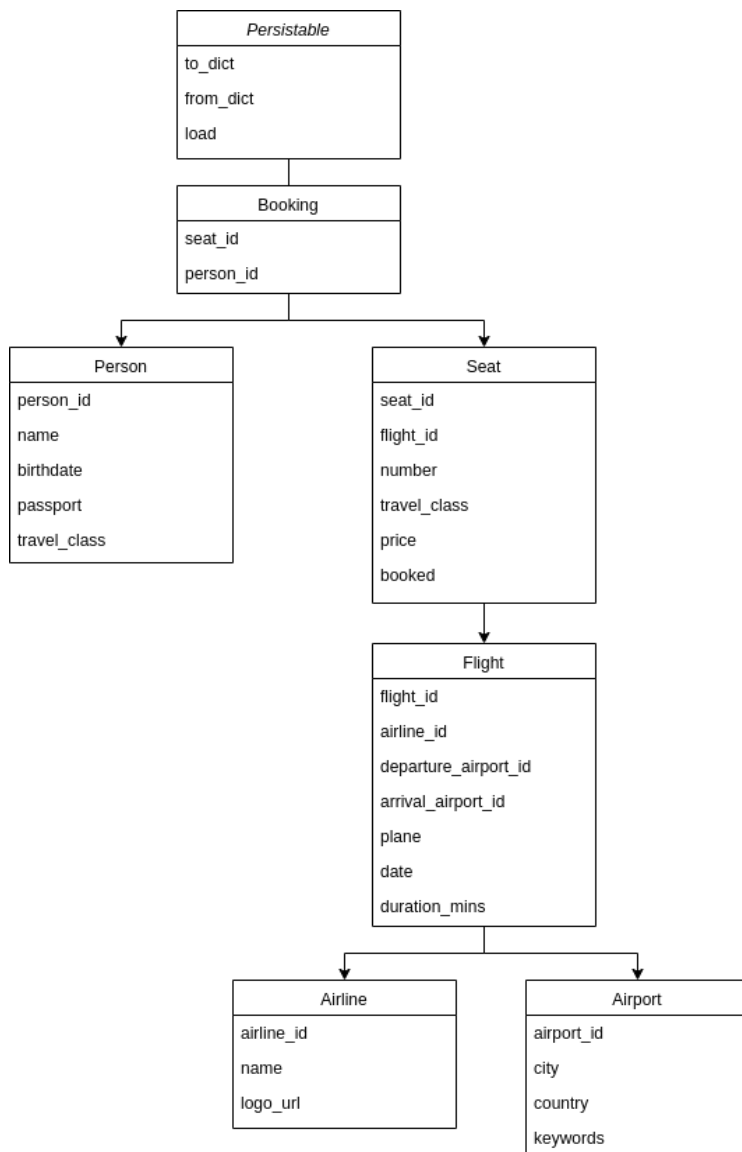 Persistable
to_dict
from_dict
load
Booking
seat_id
person_id
Person
person_id
name
birthdate
passport
travel_class
Seat
seat_id
flight_id
number
travel_class
price
booked
Flight
flight_id
airline_id
departure_airport_id
arrival_airport_id
plane
date
duration_mins
Airline
airline_id
name
logo_url
Airport
airport_id
city
country
keywords